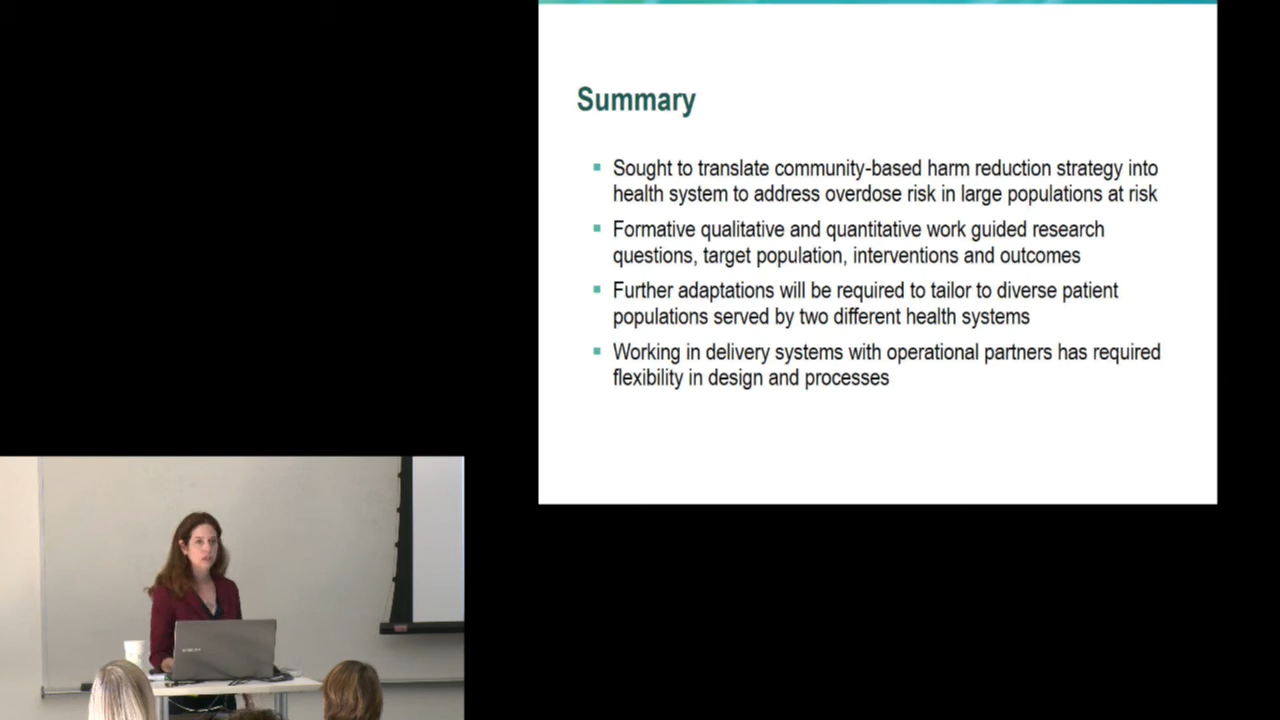 Summary
Sought to translate community-based harm reduction strategy into
health system to address overdose risk in large populations at risk
Formative qualitative and quantitative work guided research
questions, target population, interventions and outcomes
Further adaptations will be required to tailor to diverse patient
populations served by two different health systems
Working in delivery systems with operational partners has required
flexibility in design and processes